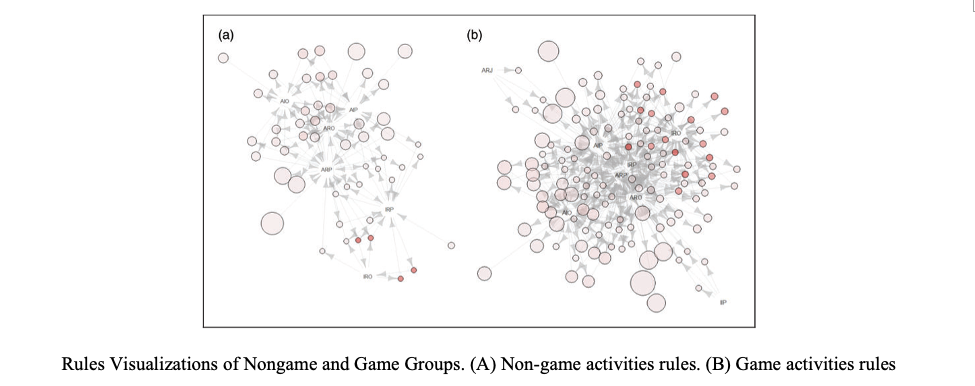 (a)
(b)
ARJ
AIO
AIP
ARO
ARP
IRP
IRO
IRO
AIP
IRP
ARP
ARO
AIO
IIP
Rules Visualizations of Nongame and Game Groups. (A) Non-game activities rules. (B) Game activities rules